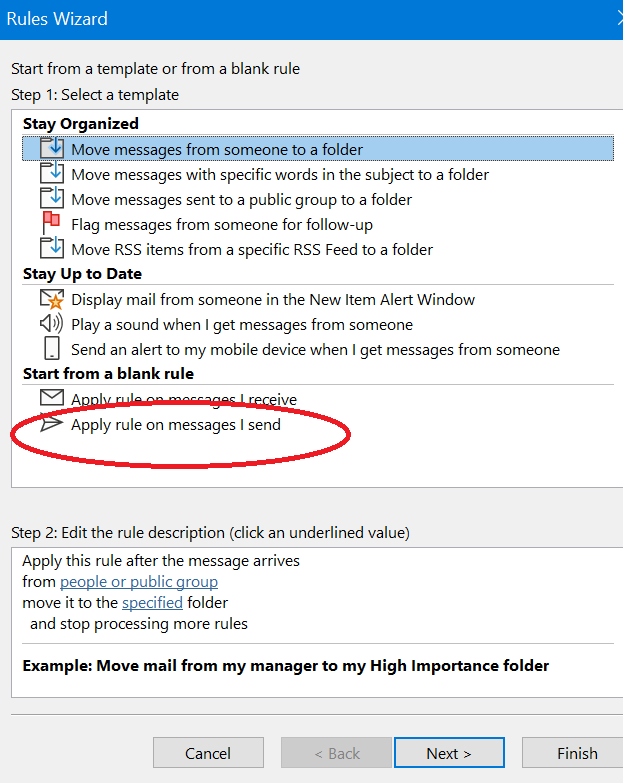 Rules Wizard
Start from a template or from a blank rule
Step 1: Select a template
Stay Organized
Move messages from someone to a folder
Move messages with specific words in the subject to a folder
Move messages sent to a public group to a folder
Flag messages from someone for follow-up
Move RSS items from a specific RSS Feed to a folder
Stay Up to Date
Display mail from someone in the New Item Alert Window
Play a sound when I get messages from someone
Send an alert to my mobile device when I get messages from someone
Start from a blank rule
Apply rule on messages I receive
Apply rule on messages I send
Step 2: Edit the rule description (click an underlined value)
Apply this rule after the message arrives
from people or public group
move it to the specified folder
and stop processing more rules
Example: Move mail from my manager to my High Importance folder
Cancel < Back Next > Finish